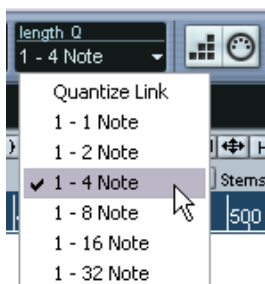 length Q
1 - 4 Note
Quantize Link
1 - 1 Note
1 - 2 Note
1 - 4 Note
Stems
1 - 8 Note
500
1 - 16 Note
1 - 32 Note